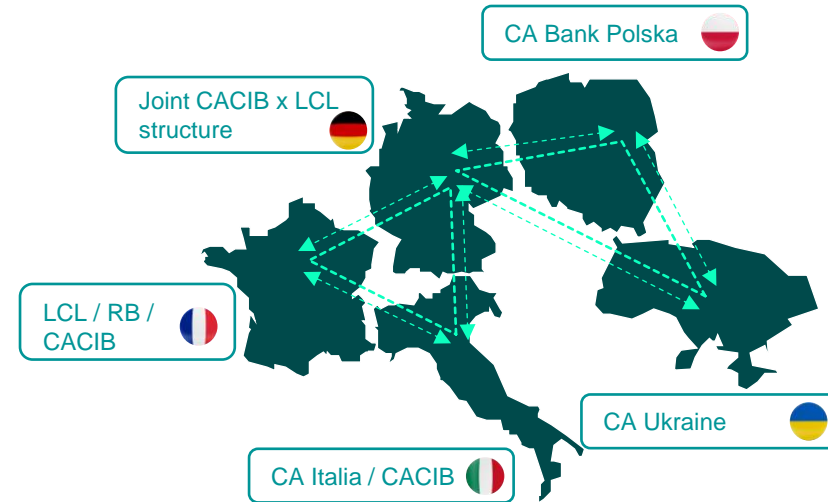 CA Bank Polska
Joint CACIB x LCL
structure
LCL / RB /
CACIB
CA Ukraine
CA Italia / CACIB